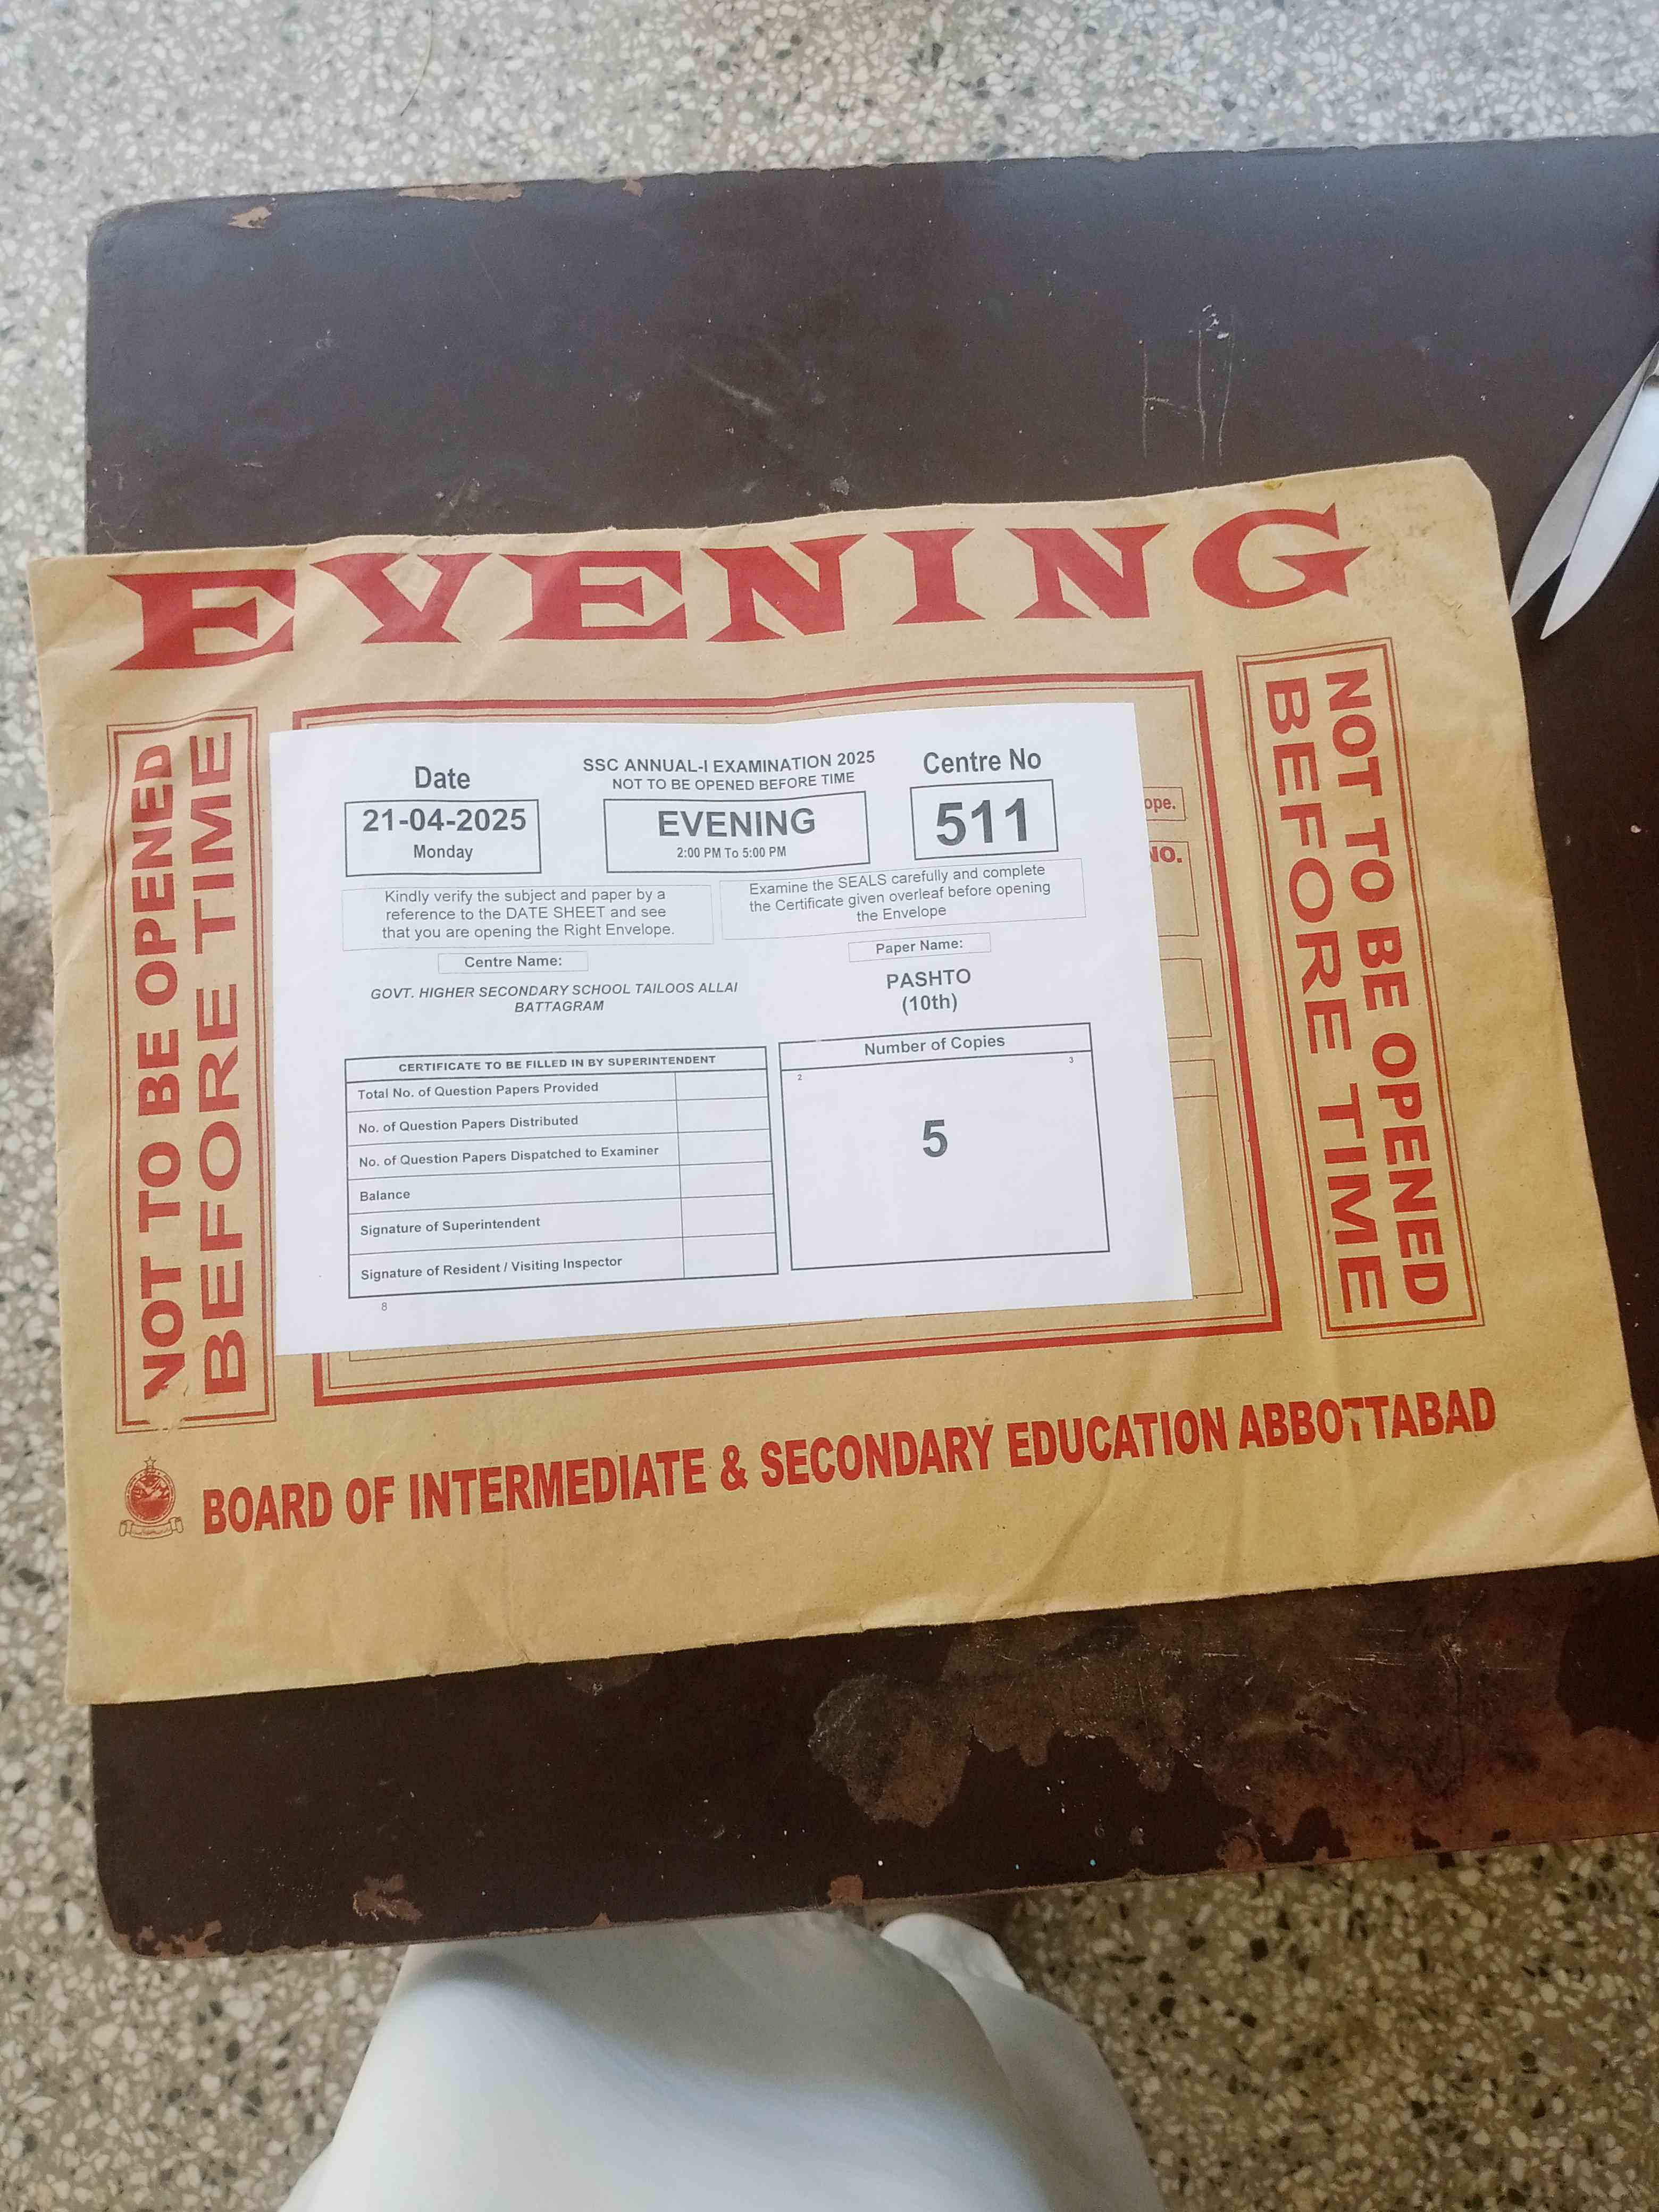 EVENING
NOT TO BE OPENED
BEFORE TIME
Date
21-04-2025
Monday
SSC ANNUAL-I EXAMINATION 2025
NOT TO BE OPENED BEFORE TIME
EVENING
2:00 PM To 5:00 PM
Centre No
511
Kindly verify the subject and paper by a
reference to the DATE SHEET and see
that you are opening the Right Envelope.
Examine the SEALS carefully and complete
the Certificate given overleaf before opening
the Envelope
Centre Name:
GOVT. HIGHER SECONDARY SCHOOL TAILOOS ALLAI
BATTAGRAM
Paper Name:
PASHTO
(10th)
CERTIFICATE TO BE FILLED IN BY SUPERINTENDENT
Total No. of Question Papers Provided
No. of Question Papers Distributed
No. of Question Papers Dispatched to Examiner
Balance
Signature of Superintendent
Signature of Resident / Visiting Inspector
8
Number of Copies
2 3
5
ope.
NO.
NOT TO BE OPENED
BEFORE TIME
BOARD OF INTERMEDIATE & SECONDARY EDUCATION ABBOTTABAD